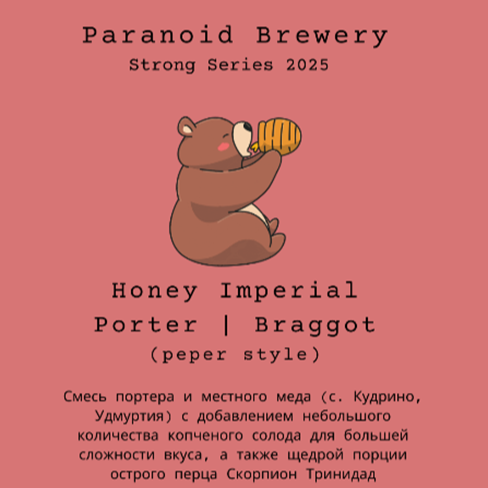 Paranoid Brewery
Strong Series 2025
Honey Imperial
Porter | Braggot
(peper style)
Смесь портера и местного меда (с. Кудрино,
Удмуртия) с добавлением небольшого
количества копченого солода для большей
сложности вкуса, а также щедрой порции
острого перца Скорпион Тринидад